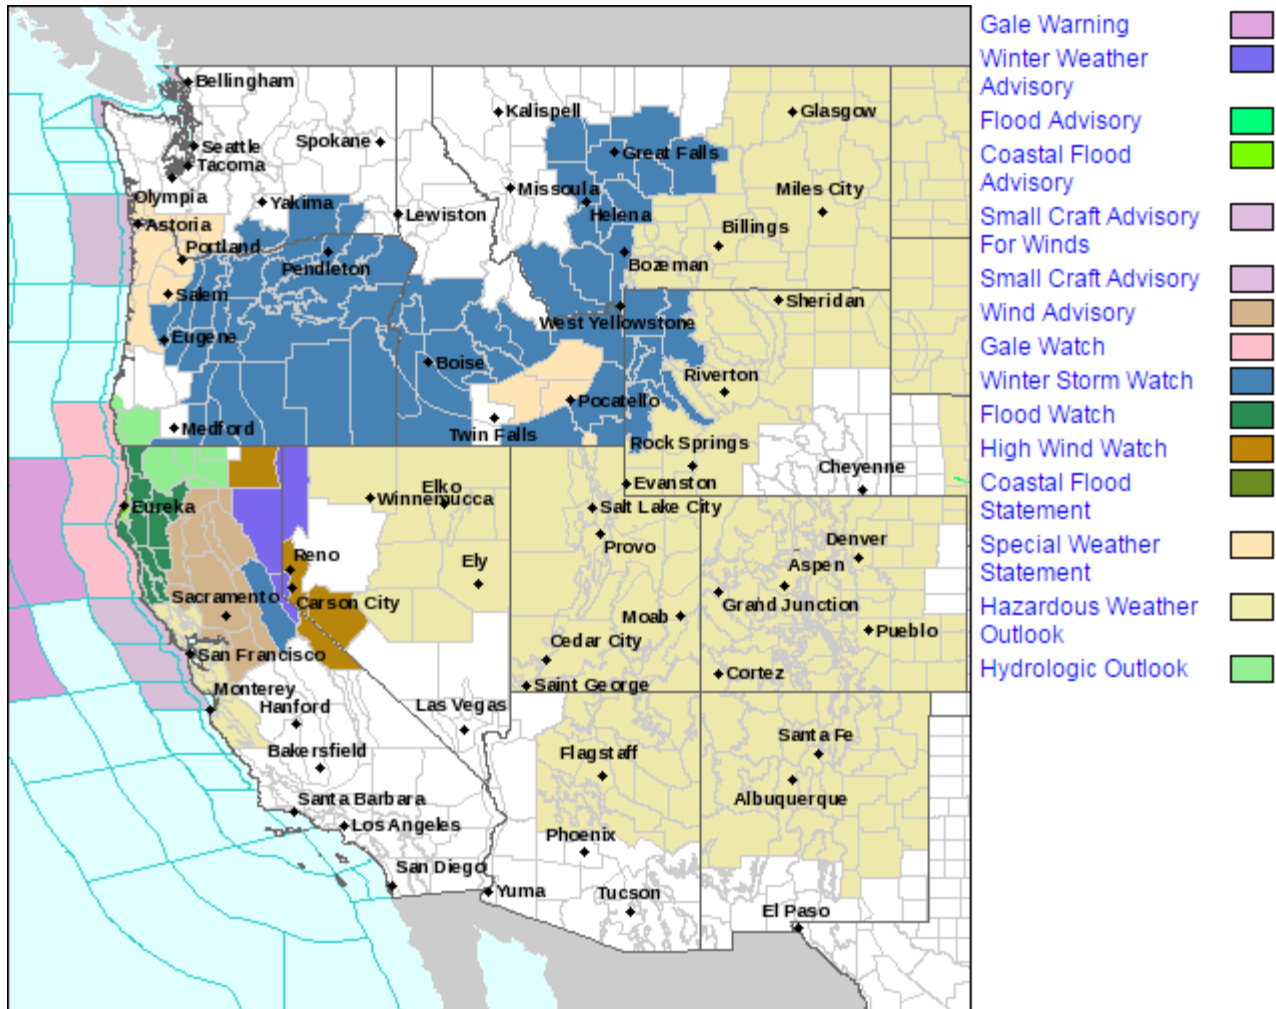 Bellingham
Kalispell
Glasgow
Spokane
Seattle
Great Falls
Tacoma
Missoula
Miles City
Olympia
Yakima
Lewiston
Helena
Astoria
Billings
Portland
Pendleton
Bozeman
Salem
Sheridan
West Yellowstone
Eugene
Boise
Riverton
Pocatello
Medford
Twin Falls
Rock Springs
Cheyenne
Elko
Winnemucca
Evanston
Eureka
Salt Lake City
Reno
Provo
Denver
Ely
Aspen
Sacramento
Carson City
Grand Junction
Moab
Pueblo
Cedar City
San Francisco
Cortez
Monterey
Saint George
Hanford
Las Vegas
Santa Fe
Bakersfield
Flagstaff
Santa Barbara
Albuquerque
Los Angeles
Phoenix
San Diego
Yuma
Tucson
El Paso
Gale Warning
Winter Weather
Advisory
Flood Advisory
Coastal Flood
Advisory
Small Craft Advisory
For Winds
Small Craft Advisory
Wind Advisory
Gale Watch
Winter Storm Watch
Flood Watch
High Wind Watch
Coastal Flood
Statement
Special Weather
Statement
Hazardous Weather
Outlook
Hydrologic Outlook